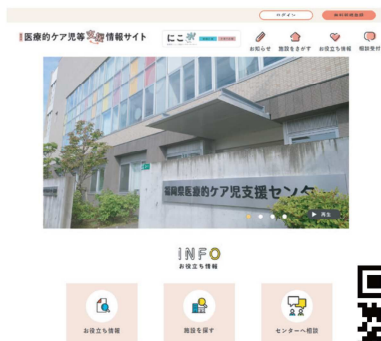 ログイン
医療的ケア児等支援情報サイト
にこ
お知らせ
施設をさがす
お役立ち情報
相談受付
福岡県医療的ケア児支援センター
▶ 再生
INFO
お役立ち情報
お役立ち情報
施設を探す
センターへ相談